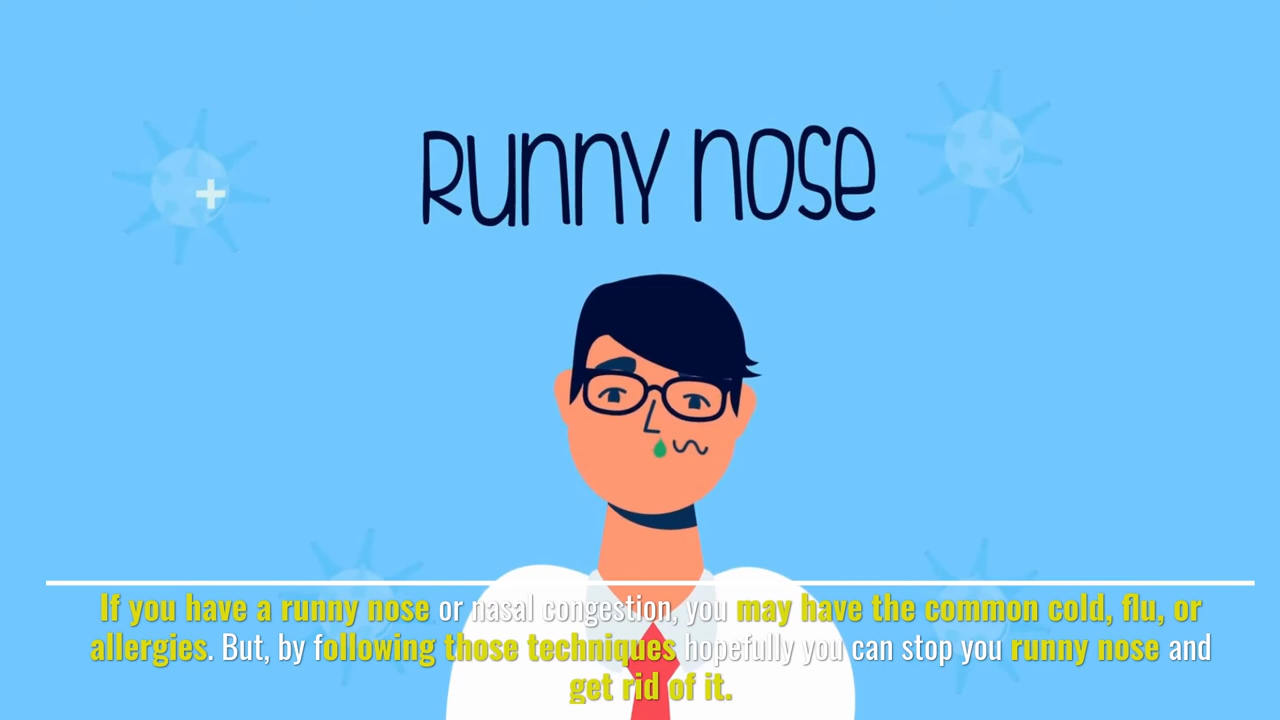 Runny nose
If you have a runny nose or nasal congestion, you may have the common cold, flu, or
allergies. But, by following those techniques hopefully you can stop you runny nose and
get rid of it.